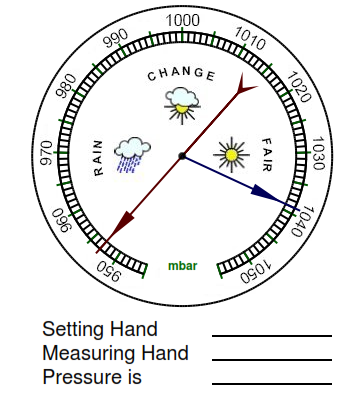 950
960
970
980
990
1000
1010
1020
1030
1040
1050
CHANGE
RAIN
FAIR
mbar
Setting Hand
Measuring Hand
Pressure is